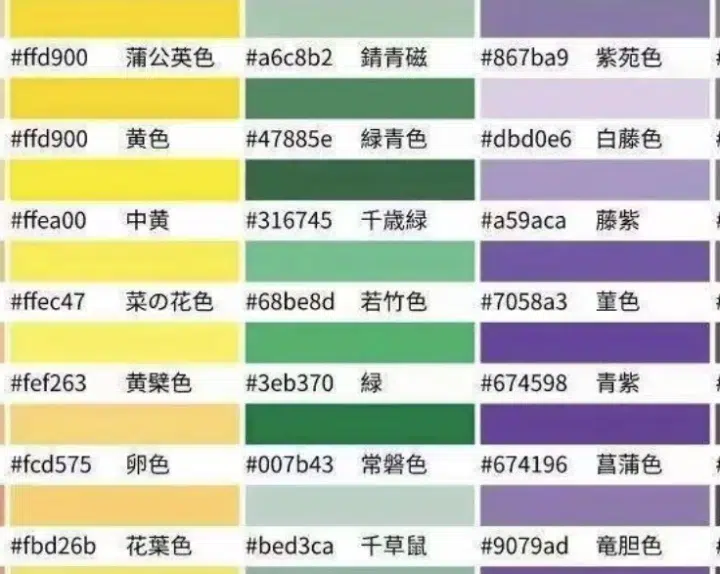 #ffd900 蒲公英色 #a6c8b2 錆青磁 #867ba9 紫苑色
#ffd900 黄色 #47885e 緑青色 #dbd0e6 白藤色
#ffea00 中黄 #316745 千歳緑 #a59aca 藤紫
#ffec47 菜の花色 #68be8d 若竹色 #7058a3 菫色
#fef263 黄檗色 #3eb370 緑 #674598 青紫
#fcd575 卵色 #007b43 常磐色 #674196 菖蒲色
#fbd26b 花葉色 #bed3ca 千草鼠 #9079ad 竜胆色